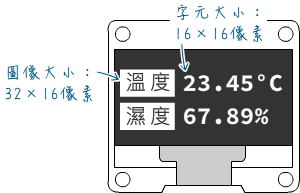 字元大小：
16×16像素
圖像大小：
32×16像素
溫度 23.45°C
濕度 67.89%